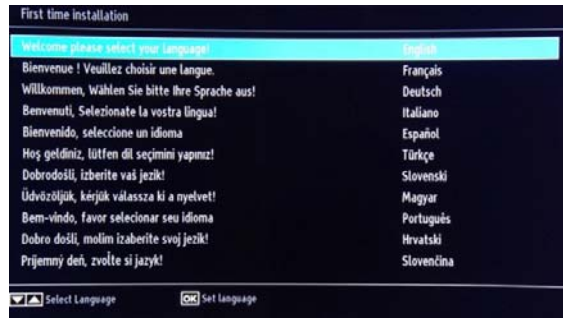 First time installation
Welcome please select your language! English
Bienvenue ! Veuillez choisir une langue. Français
Willkommen, Wählen Sie bitte Ihre Sprache aus! Deutsch
Benvenuti, Selezionate la vostra lingua! Italiano
Bienvenido, seleccione un idioma Español
Hoş geldiniz, lütfen dil seçimini yapınız! Türkçe
Dobrodošli, izberite vaš jezik! Slovenski
Üdvözöljük, kérjük válassza ki a nyelvet! Magyar
Bem-vindo, favor selecionar seu idioma Português
Dobro došli, molim izaberite svoj jezik! Hrvatski
Príjemný deň, zvoľte si jazyk! Slovenčina
Select Language OK Set language